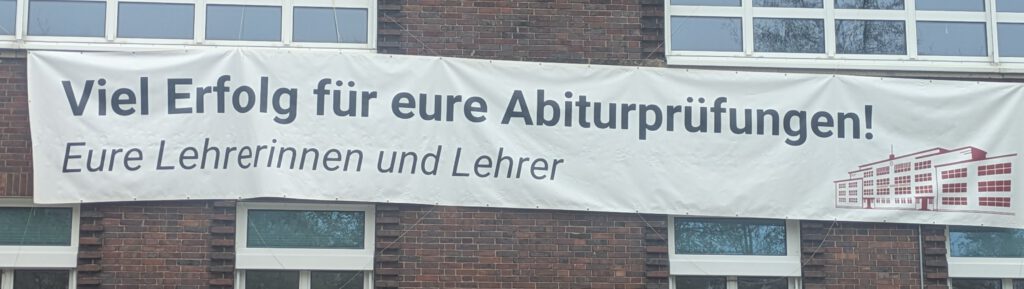 Viel Erfolg für eure Abiturprüfungen!
Eure Lehrerinnen und Lehrer